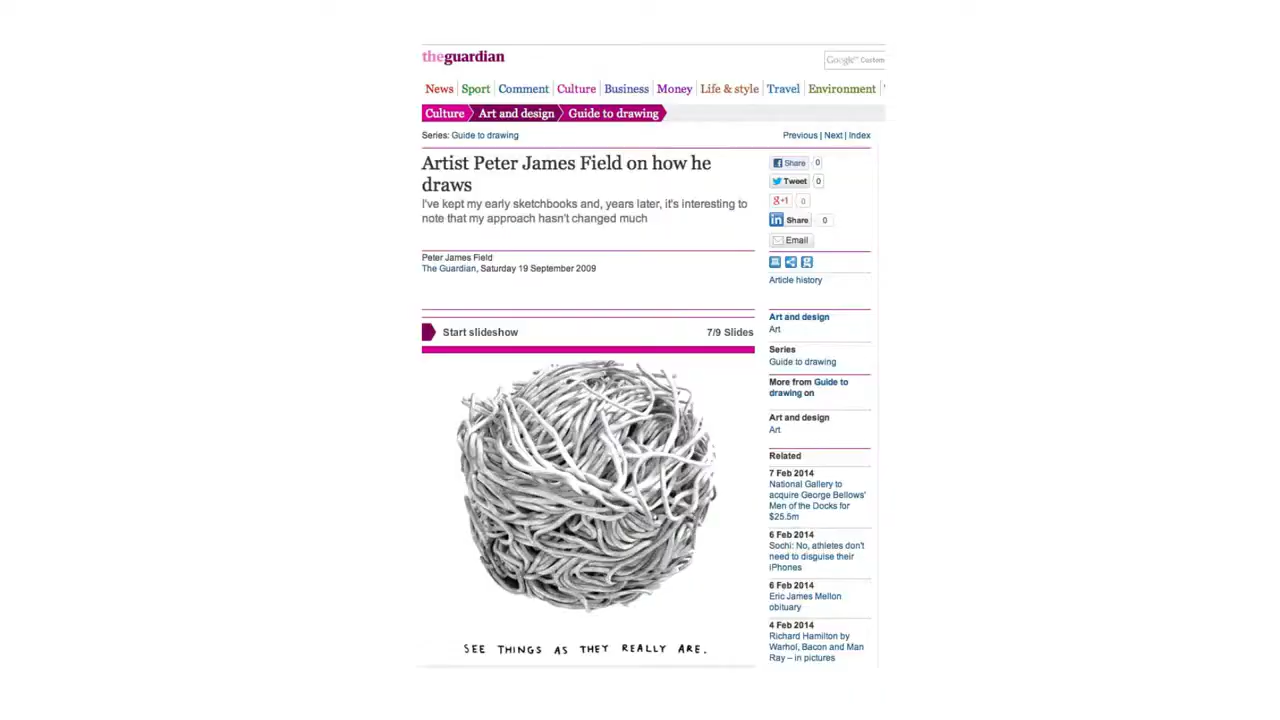 theguardian
Google™ Custom
News Sport Comment Culture Business Money Life & style Travel Environment
Culture Art and design Guide to drawing
Series: Guide to drawing
Previous | Next | Index
Artist Peter James Field on how he
draws
I've kept my early sketchbooks and, years later, it's interesting to
note that my approach hasn't changed much
Peter James Field
The Guardian, Saturday 19 September 2009
Start slideshow
7/9 Slides
SEE THINGS AS THEY REALLY ARE.
Share 0
Tweet 0
g+1 0
in Share 0
Email
Article history
Art and design
Art
Series
Guide to drawing
More from Guide to
drawing on
Art and design
Art
Related
7 Feb 2014
National Gallery to
acquire George Bellows'
Men of the Docks for
$25.5m
6 Feb 2014
Sochi: No, athletes don't
need to disguise their
iPhones
6 Feb 2014
Eric James Mellon
obituary
4 Feb 2014
Richard Hamilton by
Warhol, Bacon and Man
Ray – in pictures